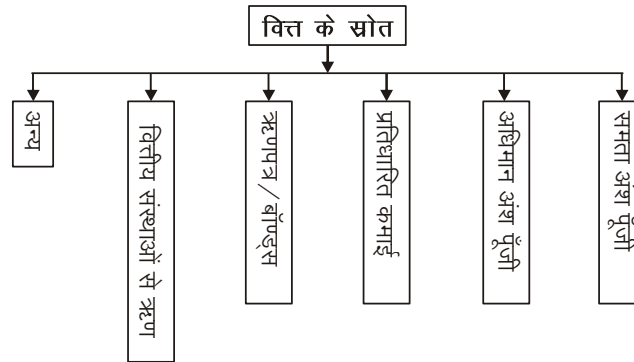 वित्त के स्रोत
अन्य
वित्तीय संस्थाओं से ऋण
ऋणपत्र/बॉण्ड्स
प्रतिधारित कमाई
अधिमान अंश पूँजी
समता अंश पूँजी